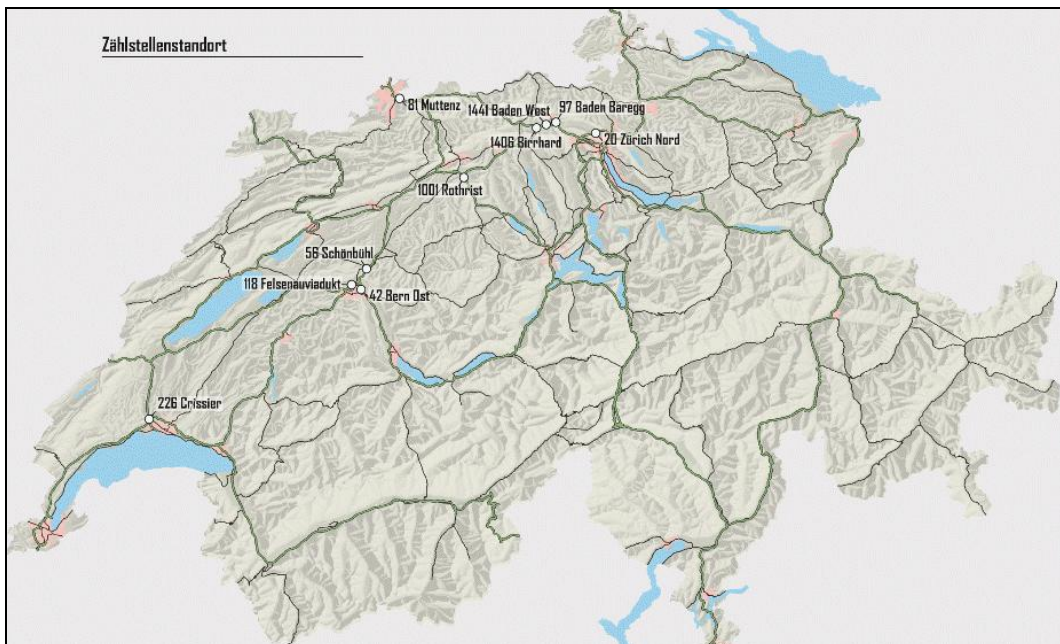 Zählstellenstandort
81 Muttenz
1441 Baden West
97 Baden Baregg
1406 Birrhard
20 Zürich Nord
1001 Rothrist
56 Schönbühl
118 Felsenauviadukt
42 Bern Ost
226 Crissier